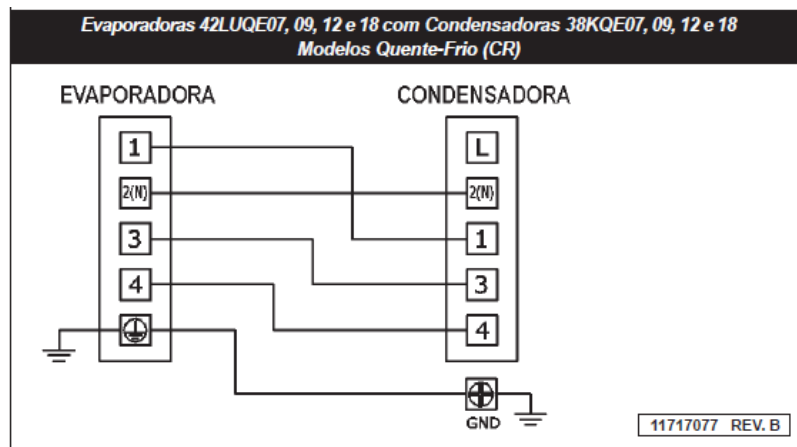 Evaporadoras 42LUQE07, 09, 12 e 18 com Condensadoras 38KQE07, 09, 12 e 18
Modelos Quente-Frio (CR)
EVAPORADORA
1
2(N)
3
4
CONDENSADORA
L
2(N)
1
3
4
GND
11717077 REV. B